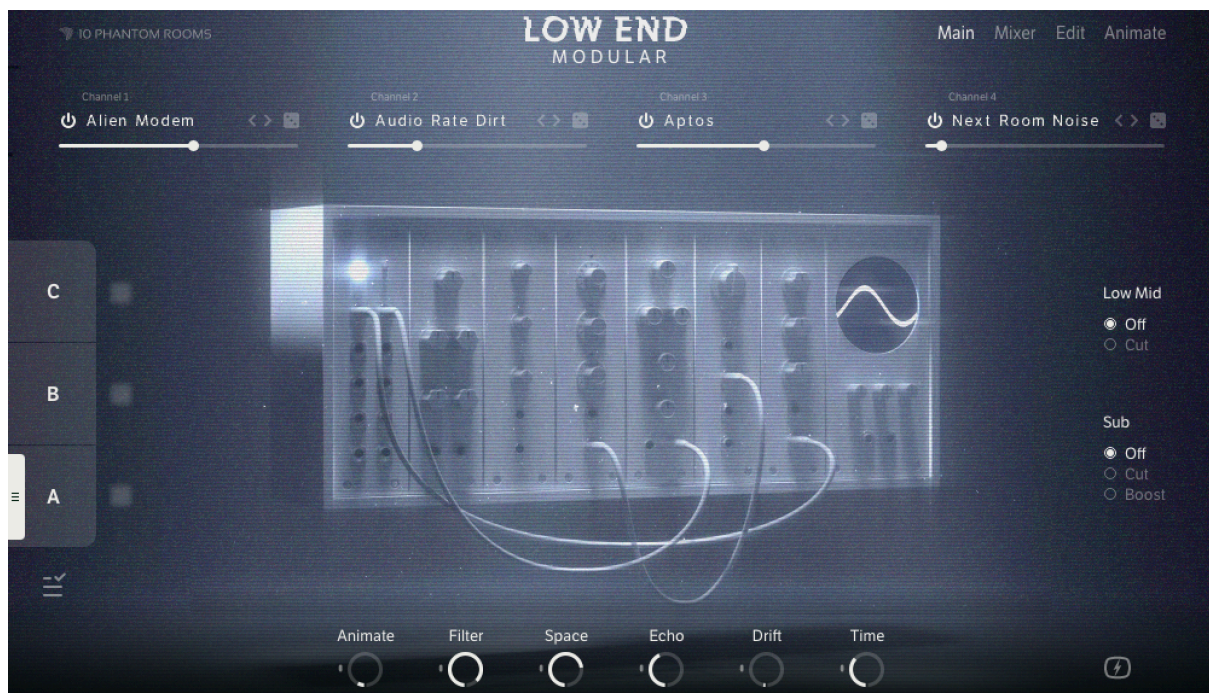 10 PHANTOM ROOMS
LOW END
MODULAR
Main Mixer Edit Animate
Channel 1 Channel 2 Channel 3 Channel 4
Alien Modem Audio Rate Dirt Aptos Next Room Noise
C
B
A
Low Mid
Off
Cut
Sub
Off
Cut
Boost
Animate Filter Space Echo Drift Time